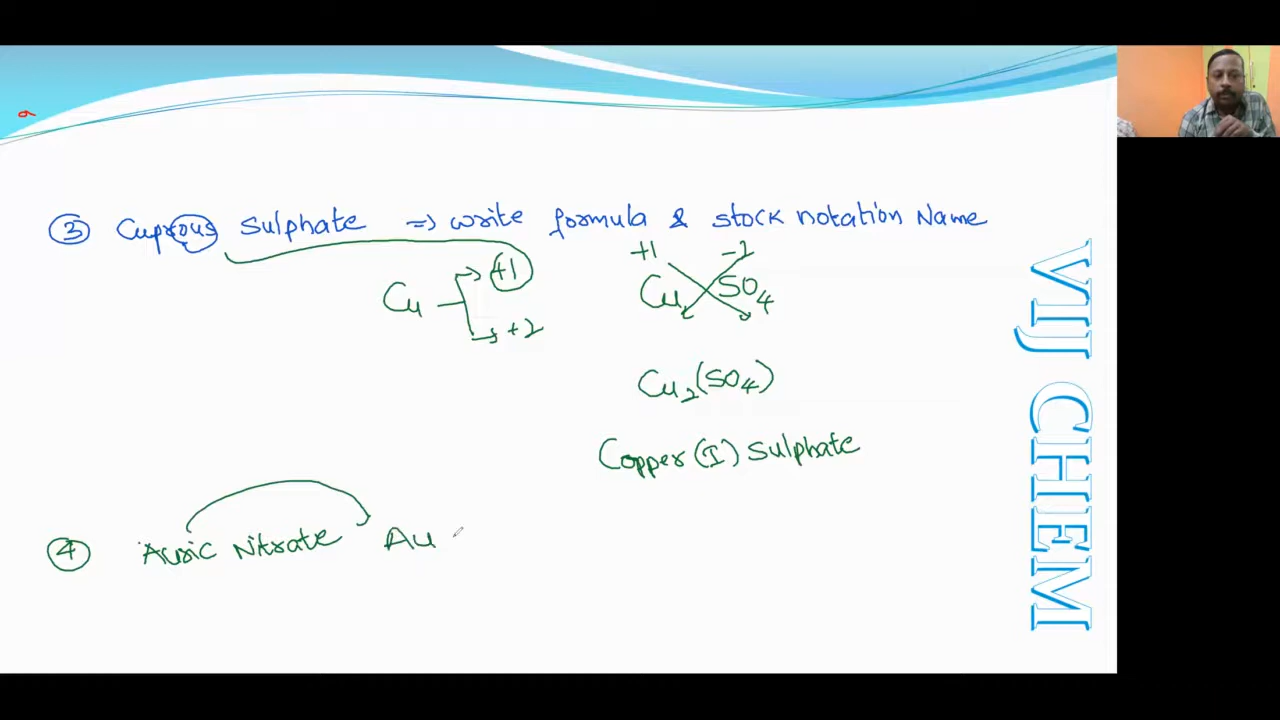 ③ Cuprous Sulphate ⇒ write formula & stock notation Name
+1 -2
Cu → +1 Cu SO4
→ +2
Cu2(SO4)
Copper (I) Sulphate
④ Auric Nitrate Au
VIJ CHEM